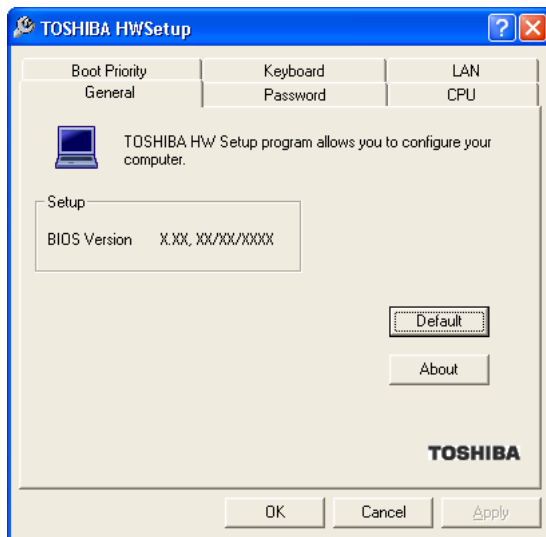 TOSHIBA HWSetup
Boot Priority Keyboard LAN
General Password CPU
TOSHIBA HW Setup program allows you to configure your
computer.
Setup
BIOS Version X.XX, XX/XX/XXXX
Default
About
TOSHIBA
OK Cancel Apply